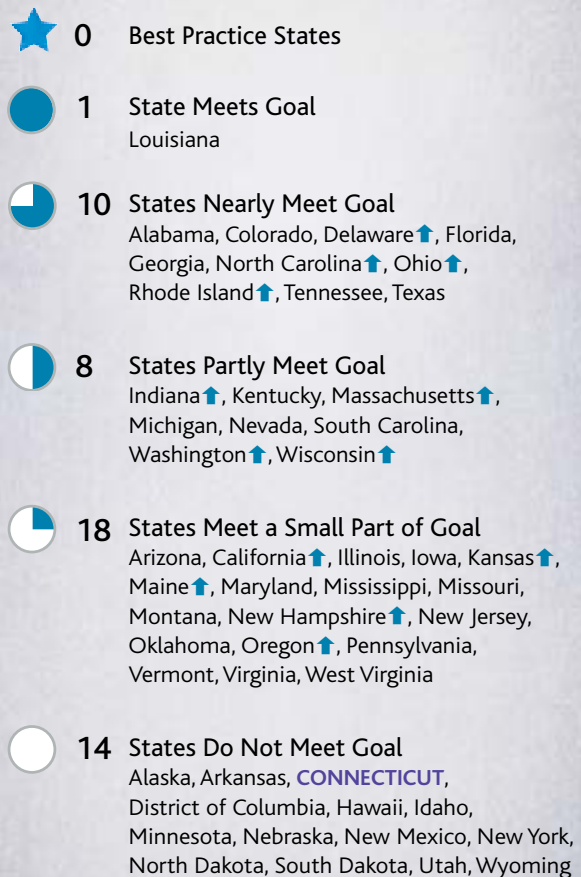 0 Best Practice States
1 State Meets Goal
Louisiana
10 States Nearly Meet Goal
Alabama, Colorado, Delaware⬆, Florida,
Georgia, North Carolina⬆, Ohio⬆,
Rhode Island⬆, Tennessee, Texas
8 States Partly Meet Goal
Indiana⬆, Kentucky, Massachusetts⬆,
Michigan, Nevada, South Carolina,
Washington⬆, Wisconsin⬆
18 States Meet a Small Part of Goal
Arizona, California⬆, Illinois, Iowa, Kansas⬆,
Maine⬆, Maryland, Mississippi, Missouri,
Montana, New Hampshire⬆, New Jersey,
Oklahoma, Oregon⬆, Pennsylvania,
Vermont, Virginia, West Virginia
14 States Do Not Meet Goal
Alaska, Arkansas, CONNECTICUT,
District of Columbia, Hawaii, Idaho,
Minnesota, Nebraska, New Mexico, New York,
North Dakota, South Dakota, Utah, Wyoming